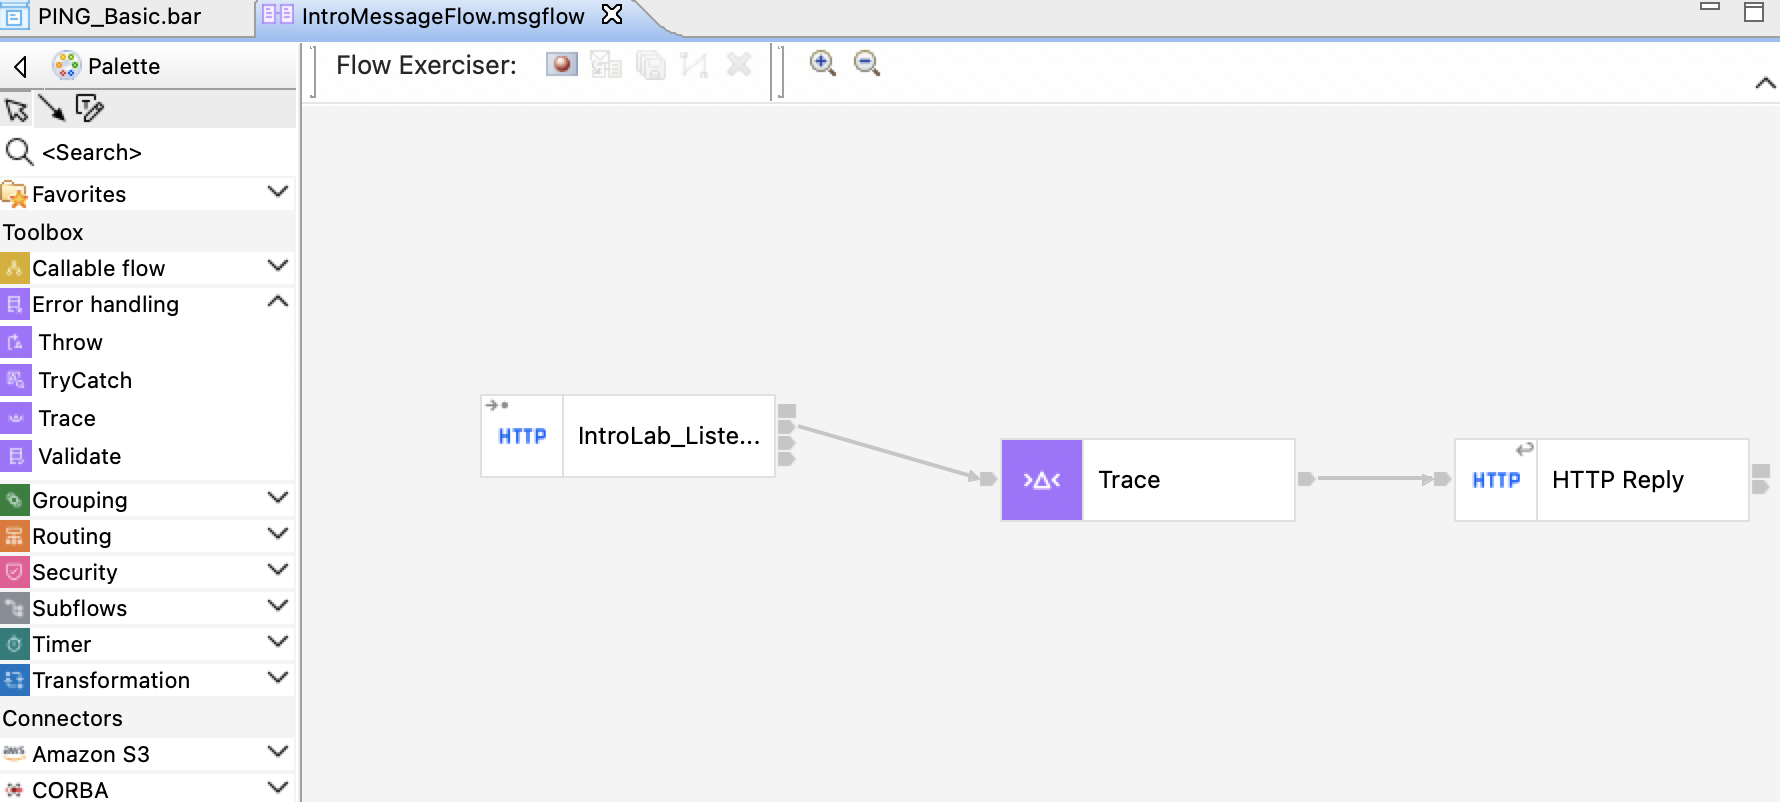 PING_Basic.bar
IntroMessageFlow.msgflow
Palette
Flow Exerciser:
<Search>
Favorites
Toolbox
Callable flow
Error handling
Throw
TryCatch
Trace
Validate
Grouping
Routing
Security
Subflows
Timer
Transformation
Connectors
aws
Amazon S3
CORBA
HTTP
IntroLab_Liste...
Trace
HTTP
HTTP Reply